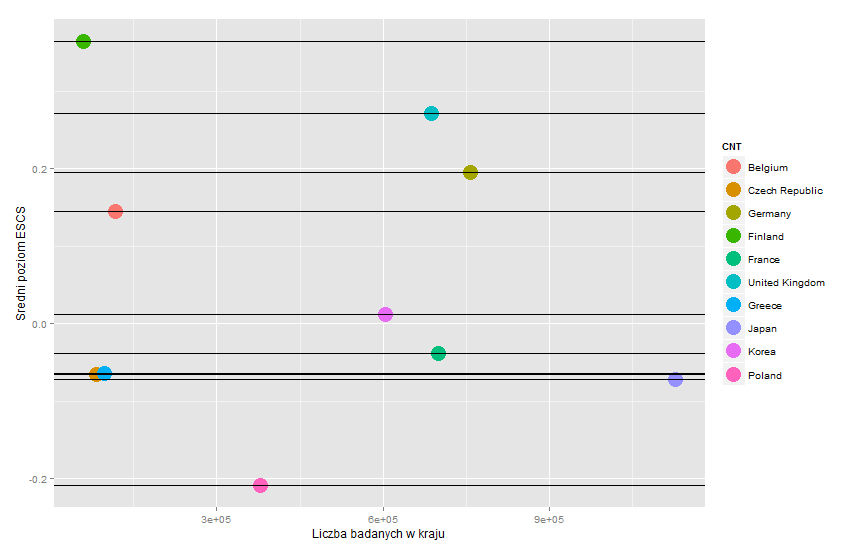 Sredni poziom ESCS
0.2
0.0
-0.2
3e+05
6e+05
9e+05
Liczba badanych w kraju
CNT
Belgium
Czech Republic
Germany
Finland
France
United Kingdom
Greece
Japan
Korea
Poland